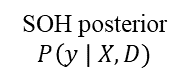 SOH posterior
P(y | X, D)